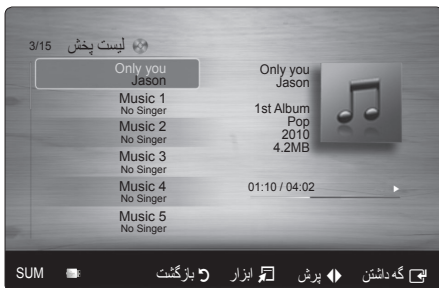 لیست پخش 3/15
Only you
Jason
Music 1
No Singer
Music 2
No Singer
Music 3
No Singer
Music 4
No Singer
Music 5
No Singer
Only you
Jason
1st Album
Pop
2010
4.2MB
01:10 / 04:02
گه داشتن پرش ابزار بازگشت SUM